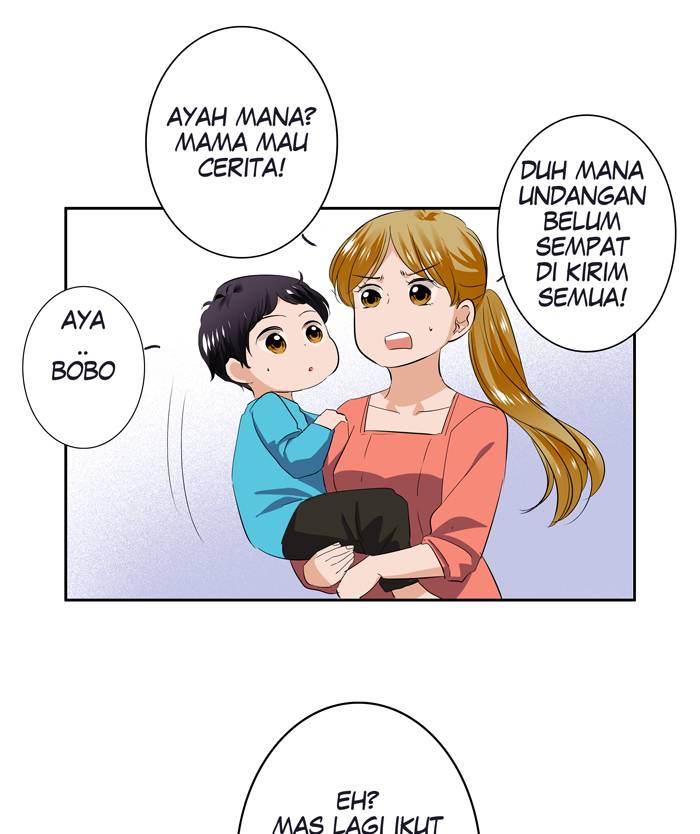 AYAH MANA?
MAMA MAU
CERITA!
DUH MANA
UNDANGAN
BELUM
SEMPAT
DI KIRIM
SEMUA!
AYA
..
BOBO
EH?
MAS LAGI IKUT